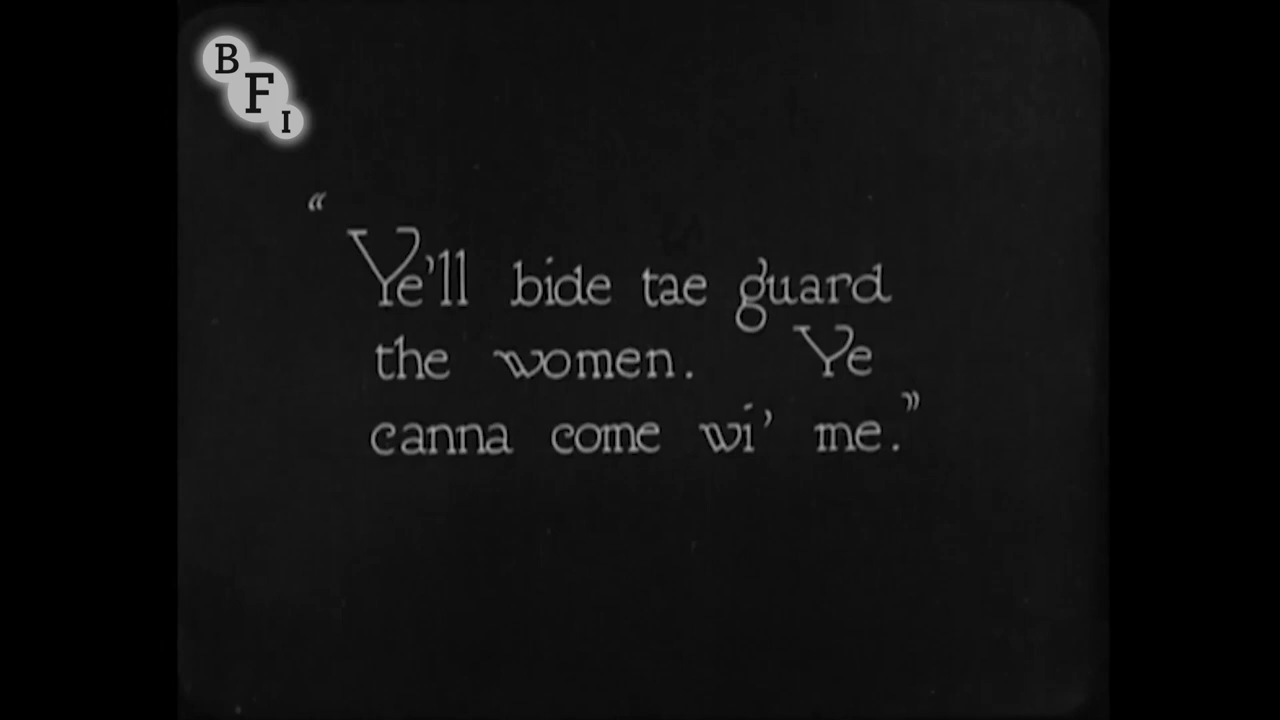 BFI
“Ye’ll bide tae guard
the women. Ye
canna come wi’ me.”